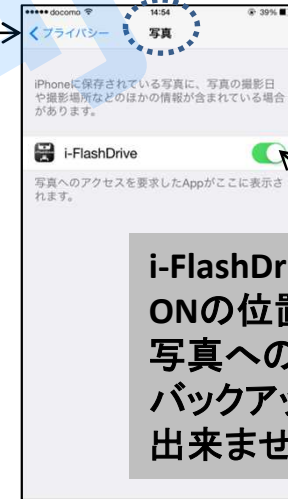 docomo 14:54 39%
プライバシー 写真
iPhoneに保存されている写真に、写真の撮影日
や撮影場所などのほかの情報が含まれている場合
があります。
i-FlashDrive
写真へのアクセスを要求したAppがここに表示さ
れます。
i-FlashDr
ONの位置
写真への
バックアッ
出来ませ